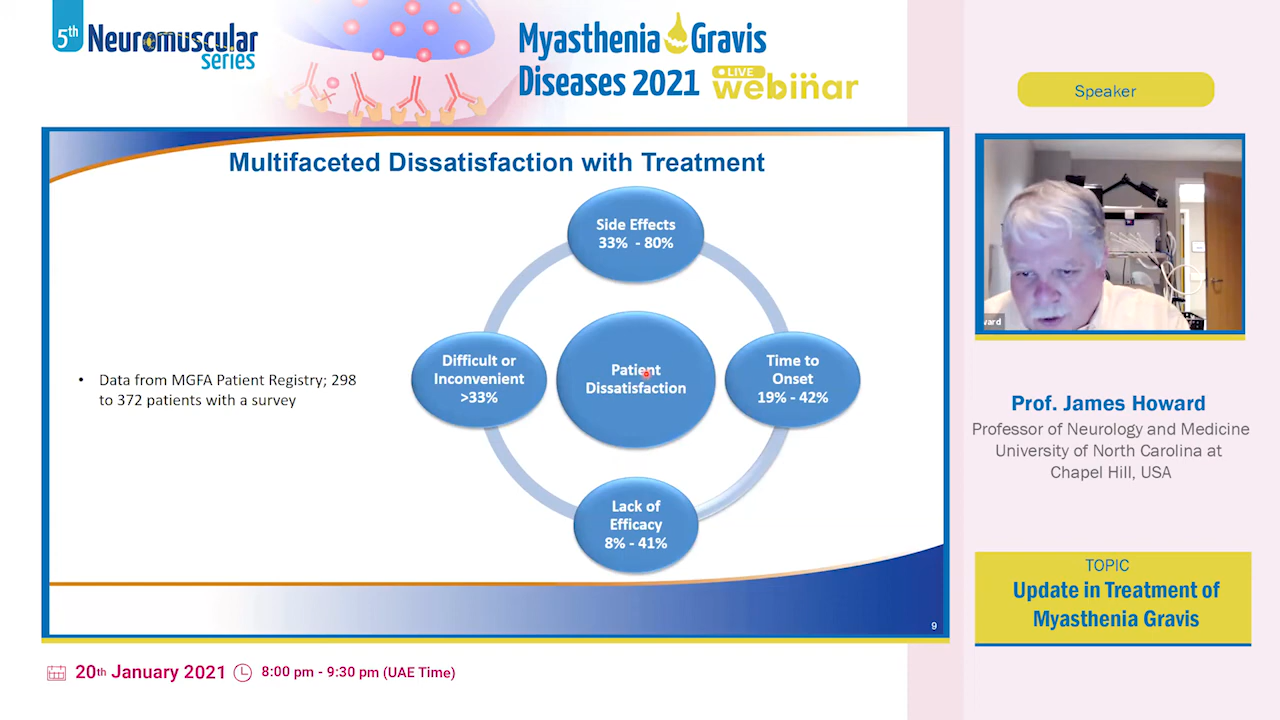 5th Neuromuscular
series
Myasthenia Gravis
Diseases 2021 LIVE webinar
Speaker
Multifaceted Dissatisfaction with Treatment
Side Effects
33% - 80%
Difficult or
Inconvenient
>33%
Patient
Dissatisfaction
Time to
Onset
19% - 42%
Lack of
Efficacy
8% - 41%
• Data from MGFA Patient Registry; 298
to 372 patients with a survey
9
ward
Prof. James Howard
Professor of Neurology and Medicine
University of North Carolina at
Chapel Hill, USA
TOPIC
Update in Treatment of
Myasthenia Gravis
20th January 2021 8:00 pm - 9:30 pm (UAE Time)